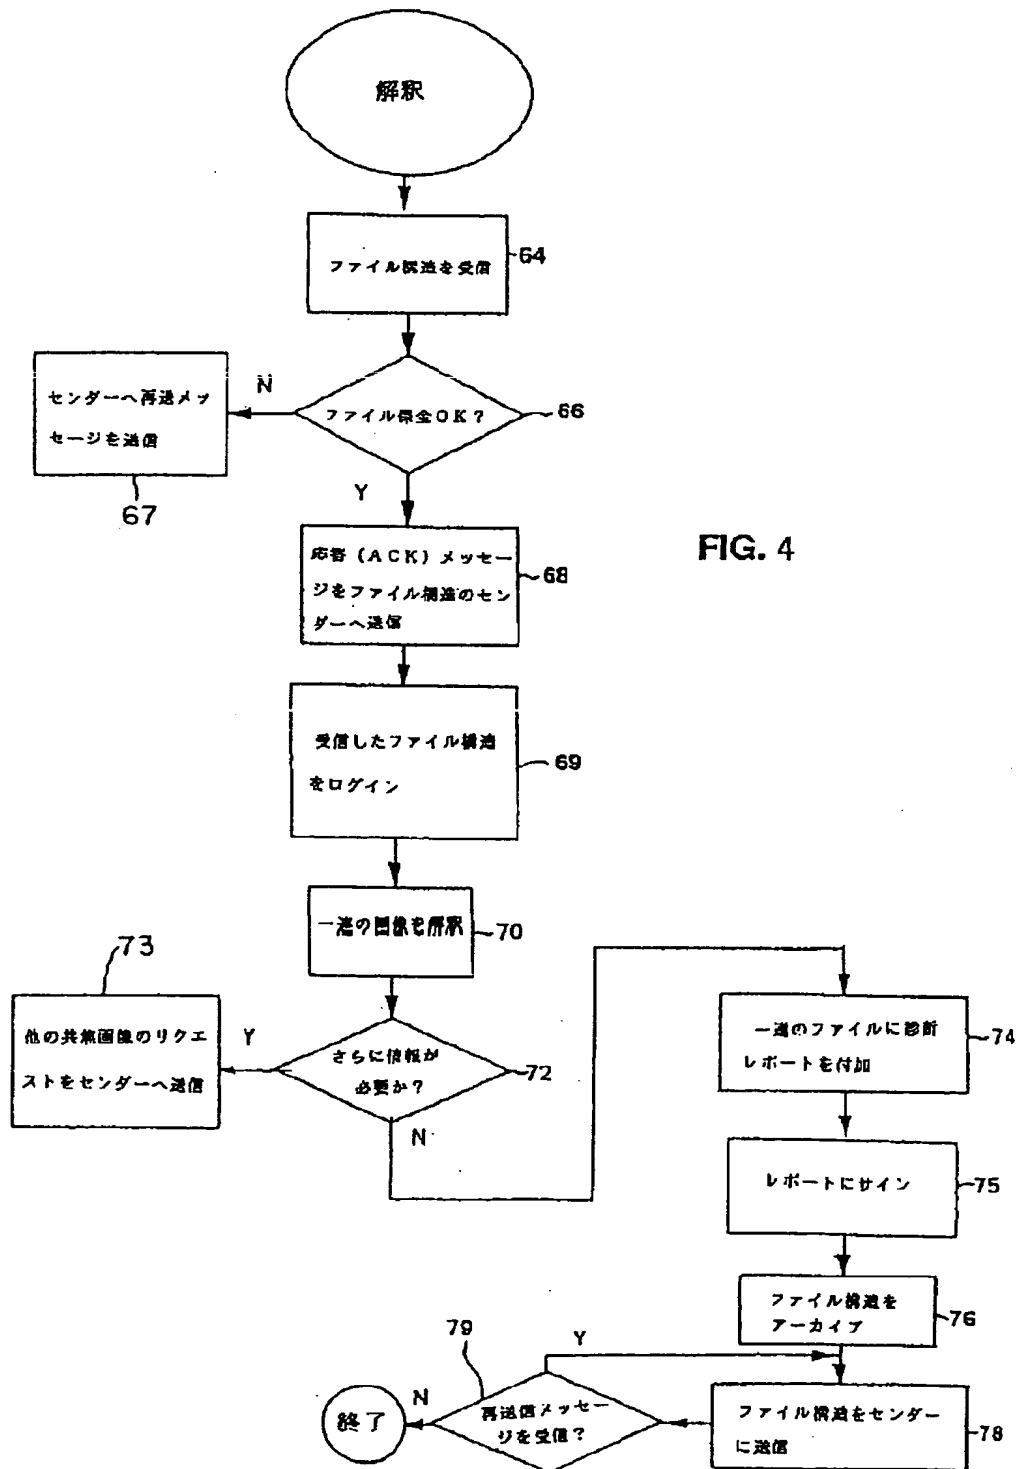 解釈
ファイル構造を受信
64
ファイル保全OK?
66
N
センダーへ再送メッ
セージを送信
67
Y
応答(ACK)メッセー
ジをファイル構造のセン
ダーへ送信
68
FIG. 4
受信したファイル構造
をログイン
69
一連の画像を解釈
70
さらに情報が
必要か?
72
Y
73
他の共焦画像のリクエ
ストをセンダーへ送信
N
一連のファイルに診断
レポートを付加
74
レポートにサイン
75
ファイル構造を
アーカイブ
76
ファイル構造をセンダー
に送信
78
79
Y
再送信メッセー
ジを受信?
N
終了